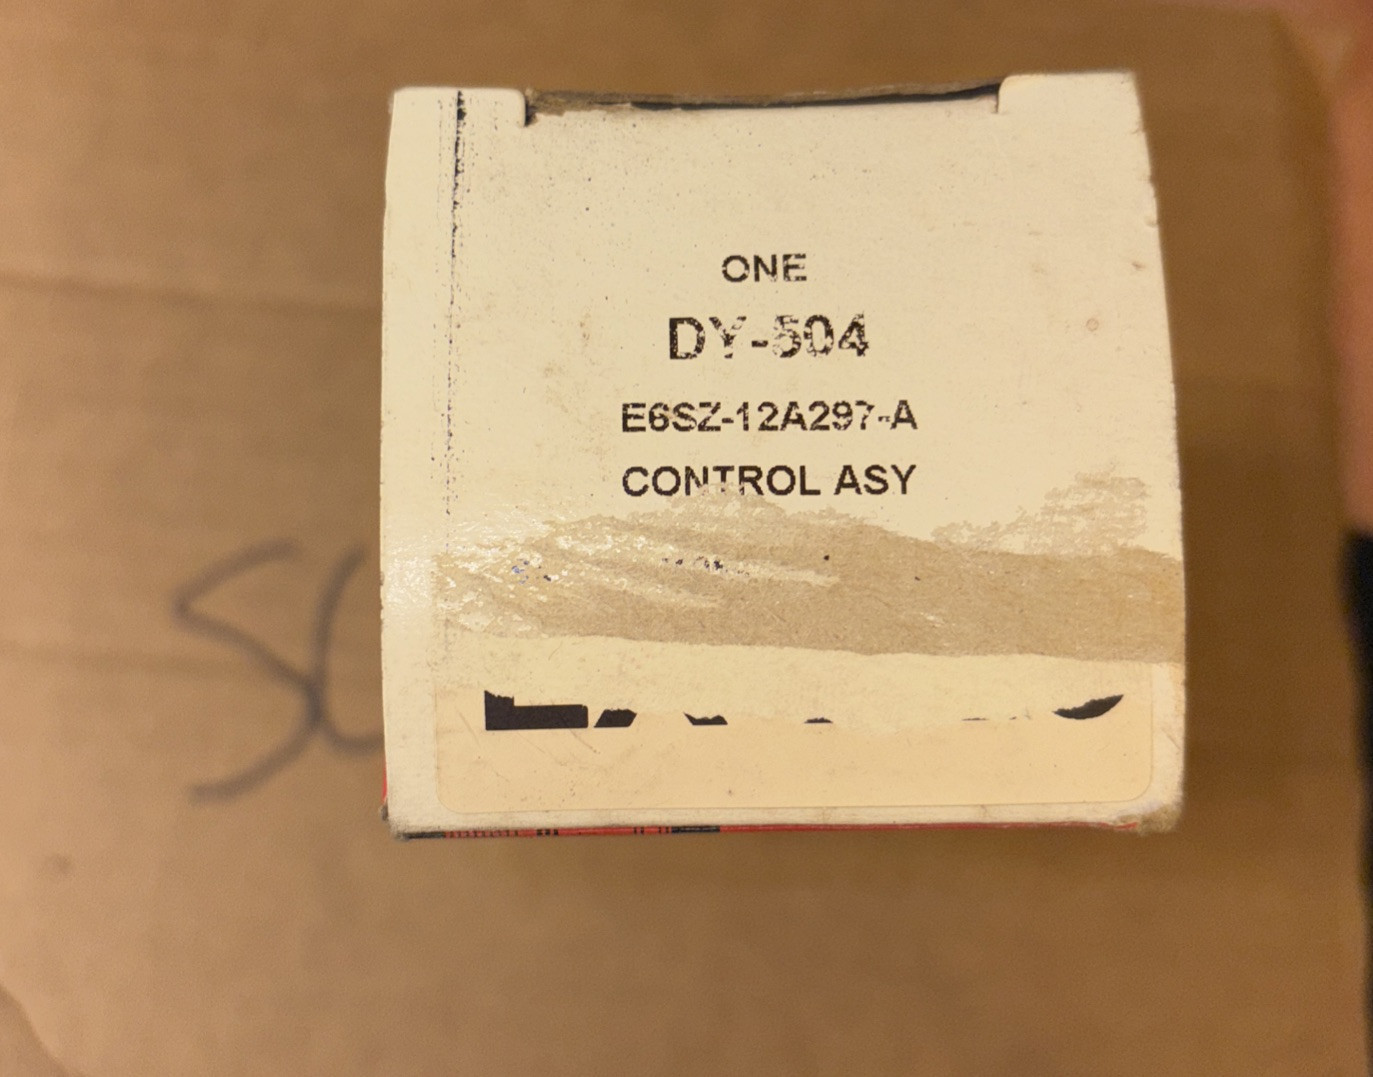 ONE
DY-504
E6SZ-12A297-A
CONTROL ASY